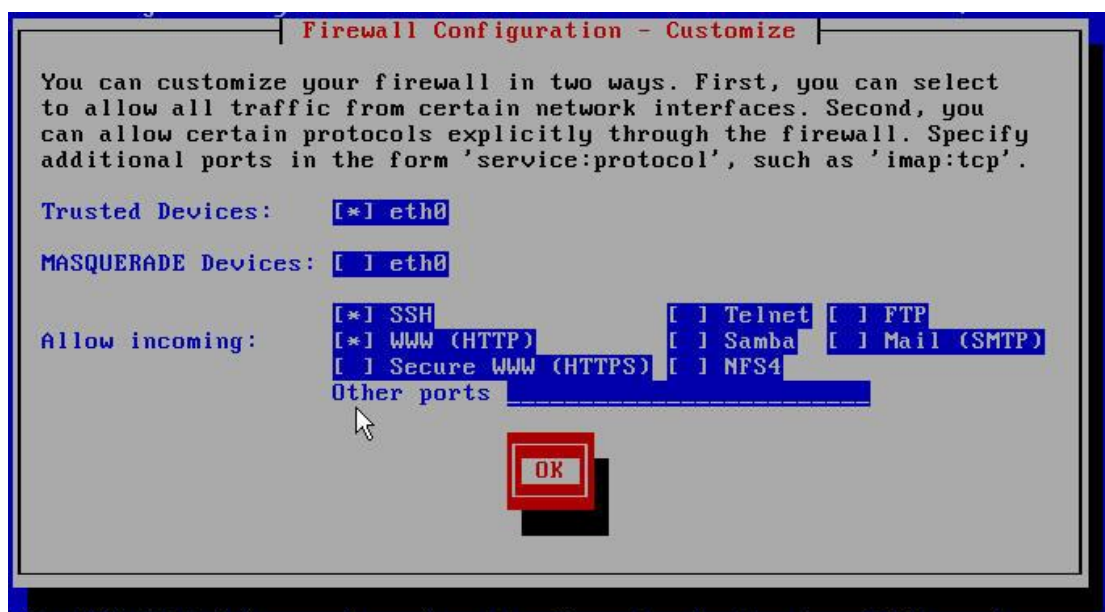 Firewall Configuration - Customize
You can customize your firewall in two ways. First, you can select
to allow all traffic from certain network interfaces. Second, you
can allow certain protocols explicitly through the firewall. Specify
additional ports in the form 'service:protocol', such as 'imap:tcp'.
Trusted Devices: [*] eth0
MASQUERADE Devices: [ ] eth0
[*] SSH [ ] Telnet [ ] FTP
Allow incoming: [*] WWW (HTTP) [ ] Samba [ ] Mail (SMTP)
[ ] Secure WWW (HTTPS) [ ] NFS4
Other ports
OK